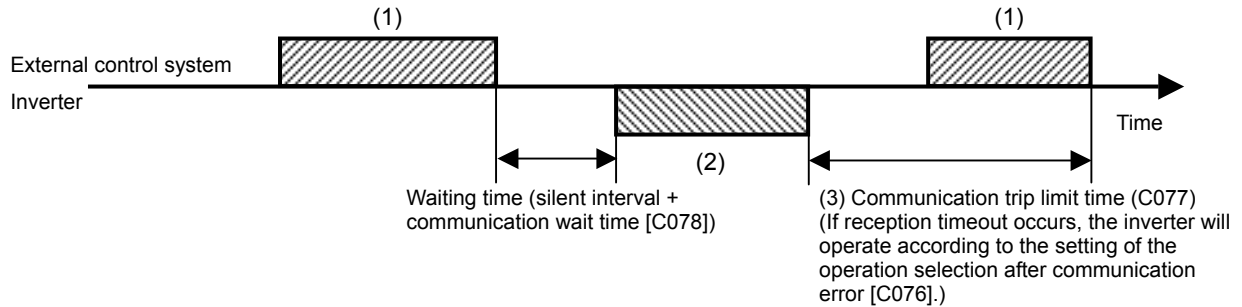 (1)
(1)
External control system
Inverter
Time
(2)
Waiting time (silent interval +
communication wait time [C078])
(3) Communication trip limit time (C077)
(If reception timeout occurs, the inverter will
operate according to the setting of the
operation selection after communication
error [C076].)